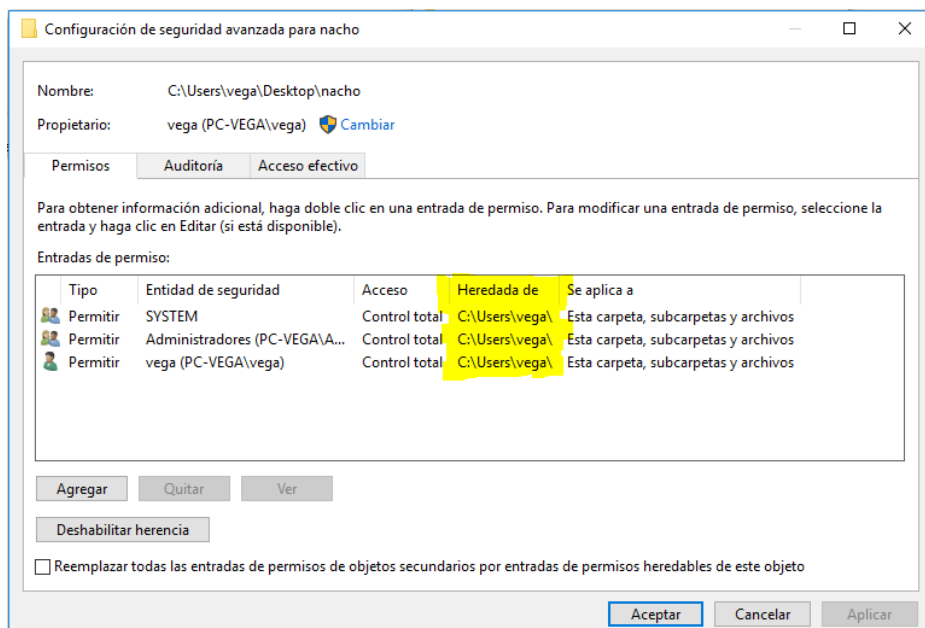 Configuración de seguridad avanzada para nacho
Nombre: C:\Users\vega\Desktop\nacho
Propietario: vega (PC-VEGA\vega) Cambiar
Permisos Auditoría Acceso efectivo
Para obtener información adicional, haga doble clic en una entrada de permiso. Para modificar una entrada de permiso, seleccione la
entrada y haga clic en Editar (si está disponible).
Entradas de permiso:
Tipo Entidad de seguridad Acceso Heredada de Se aplica a
Permitir SYSTEM Control total C:\Users\vega\ Esta carpeta, subcarpetas y archivos
Permitir Administradores (PC-VEGA\A... Control total C:\Users\vega\ Esta carpeta, subcarpetas y archivos
Permitir vega (PC-VEGA\vega) Control total C:\Users\vega\ Esta carpeta, subcarpetas y archivos
Agregar Quitar Ver
Deshabilitar herencia
Reemplazar todas las entradas de permisos de objetos secundarios por entradas de permisos heredables de este objeto
Aceptar Cancelar Aplicar